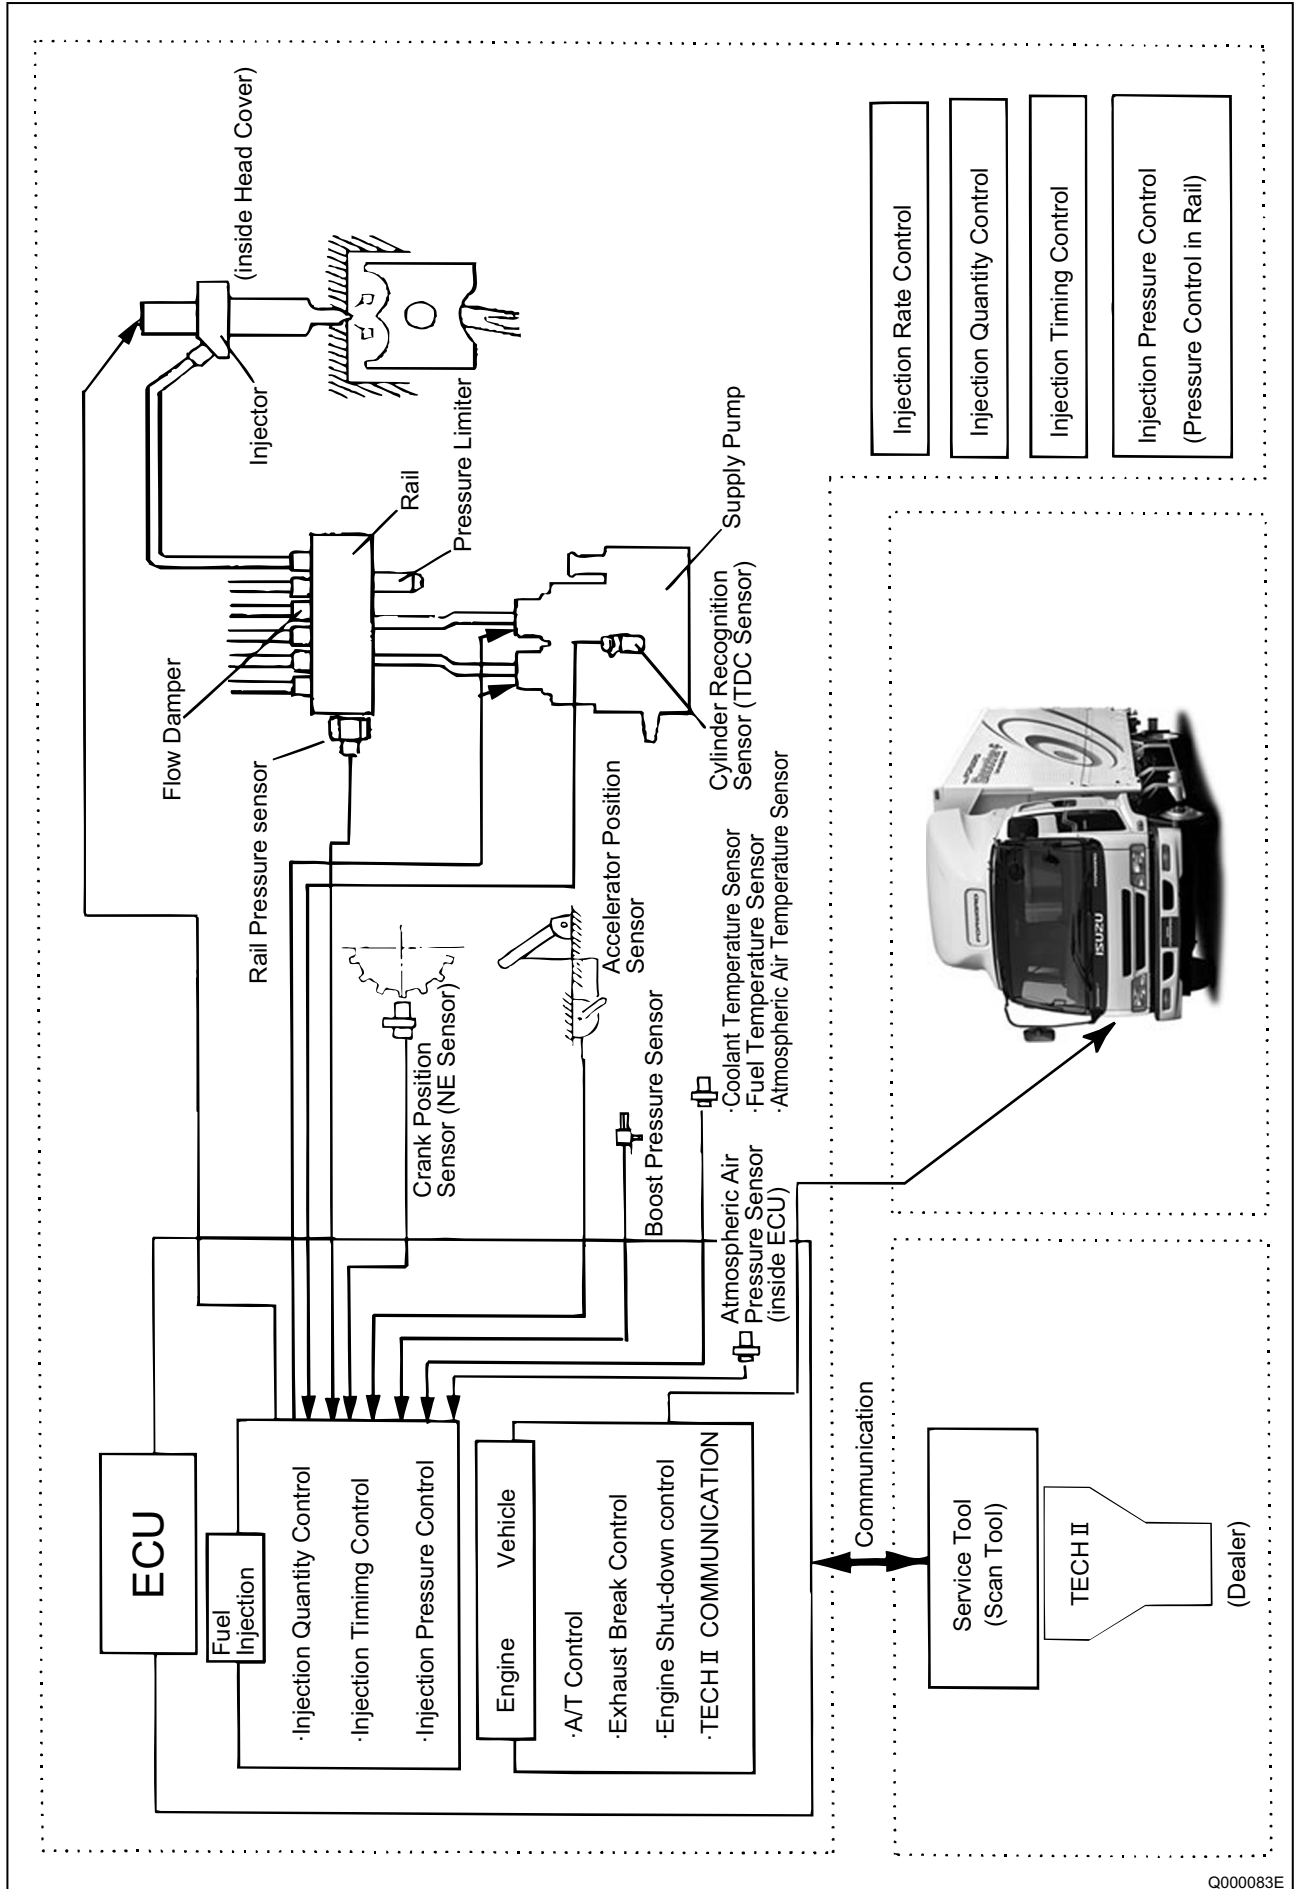 ECU
Fuel
Injection
·Injection Quantity Control
·Injection Timimg Control
·Injection Pressure Control
Engine Vehicle
·A/T Control
·Exhaust Break Control
·Engine Shut-down control
·TECHⅡ COMMUNICATION
(inside Head Cover)
Injector
Flow Damper
Rail
Pressure Limiter
Rail Pressure sensor
Supply Pump
Cylinder Recognition
Sensor (TDC Sensor)
Crank Position
Sensor (NE Sensor)
Accelerator Position
Sensor
Boost Pressure Sensor
·Coolant Temperature Sensor
·Fuel Temperature Sensor
·Atmospheric Air Temperature Sensor
Atmospheric Air
Pressure Sensor
(inside ECU)
Injection Rate Control
Injection Quantity Control
Injection Timing Control
Injection Pressure Control
(Pressure Control in Rail)
Communication
Service Tool
(Scan Tool)
TECHⅡ
(Dealer)
FORWARD
ISUZU
Q000083E